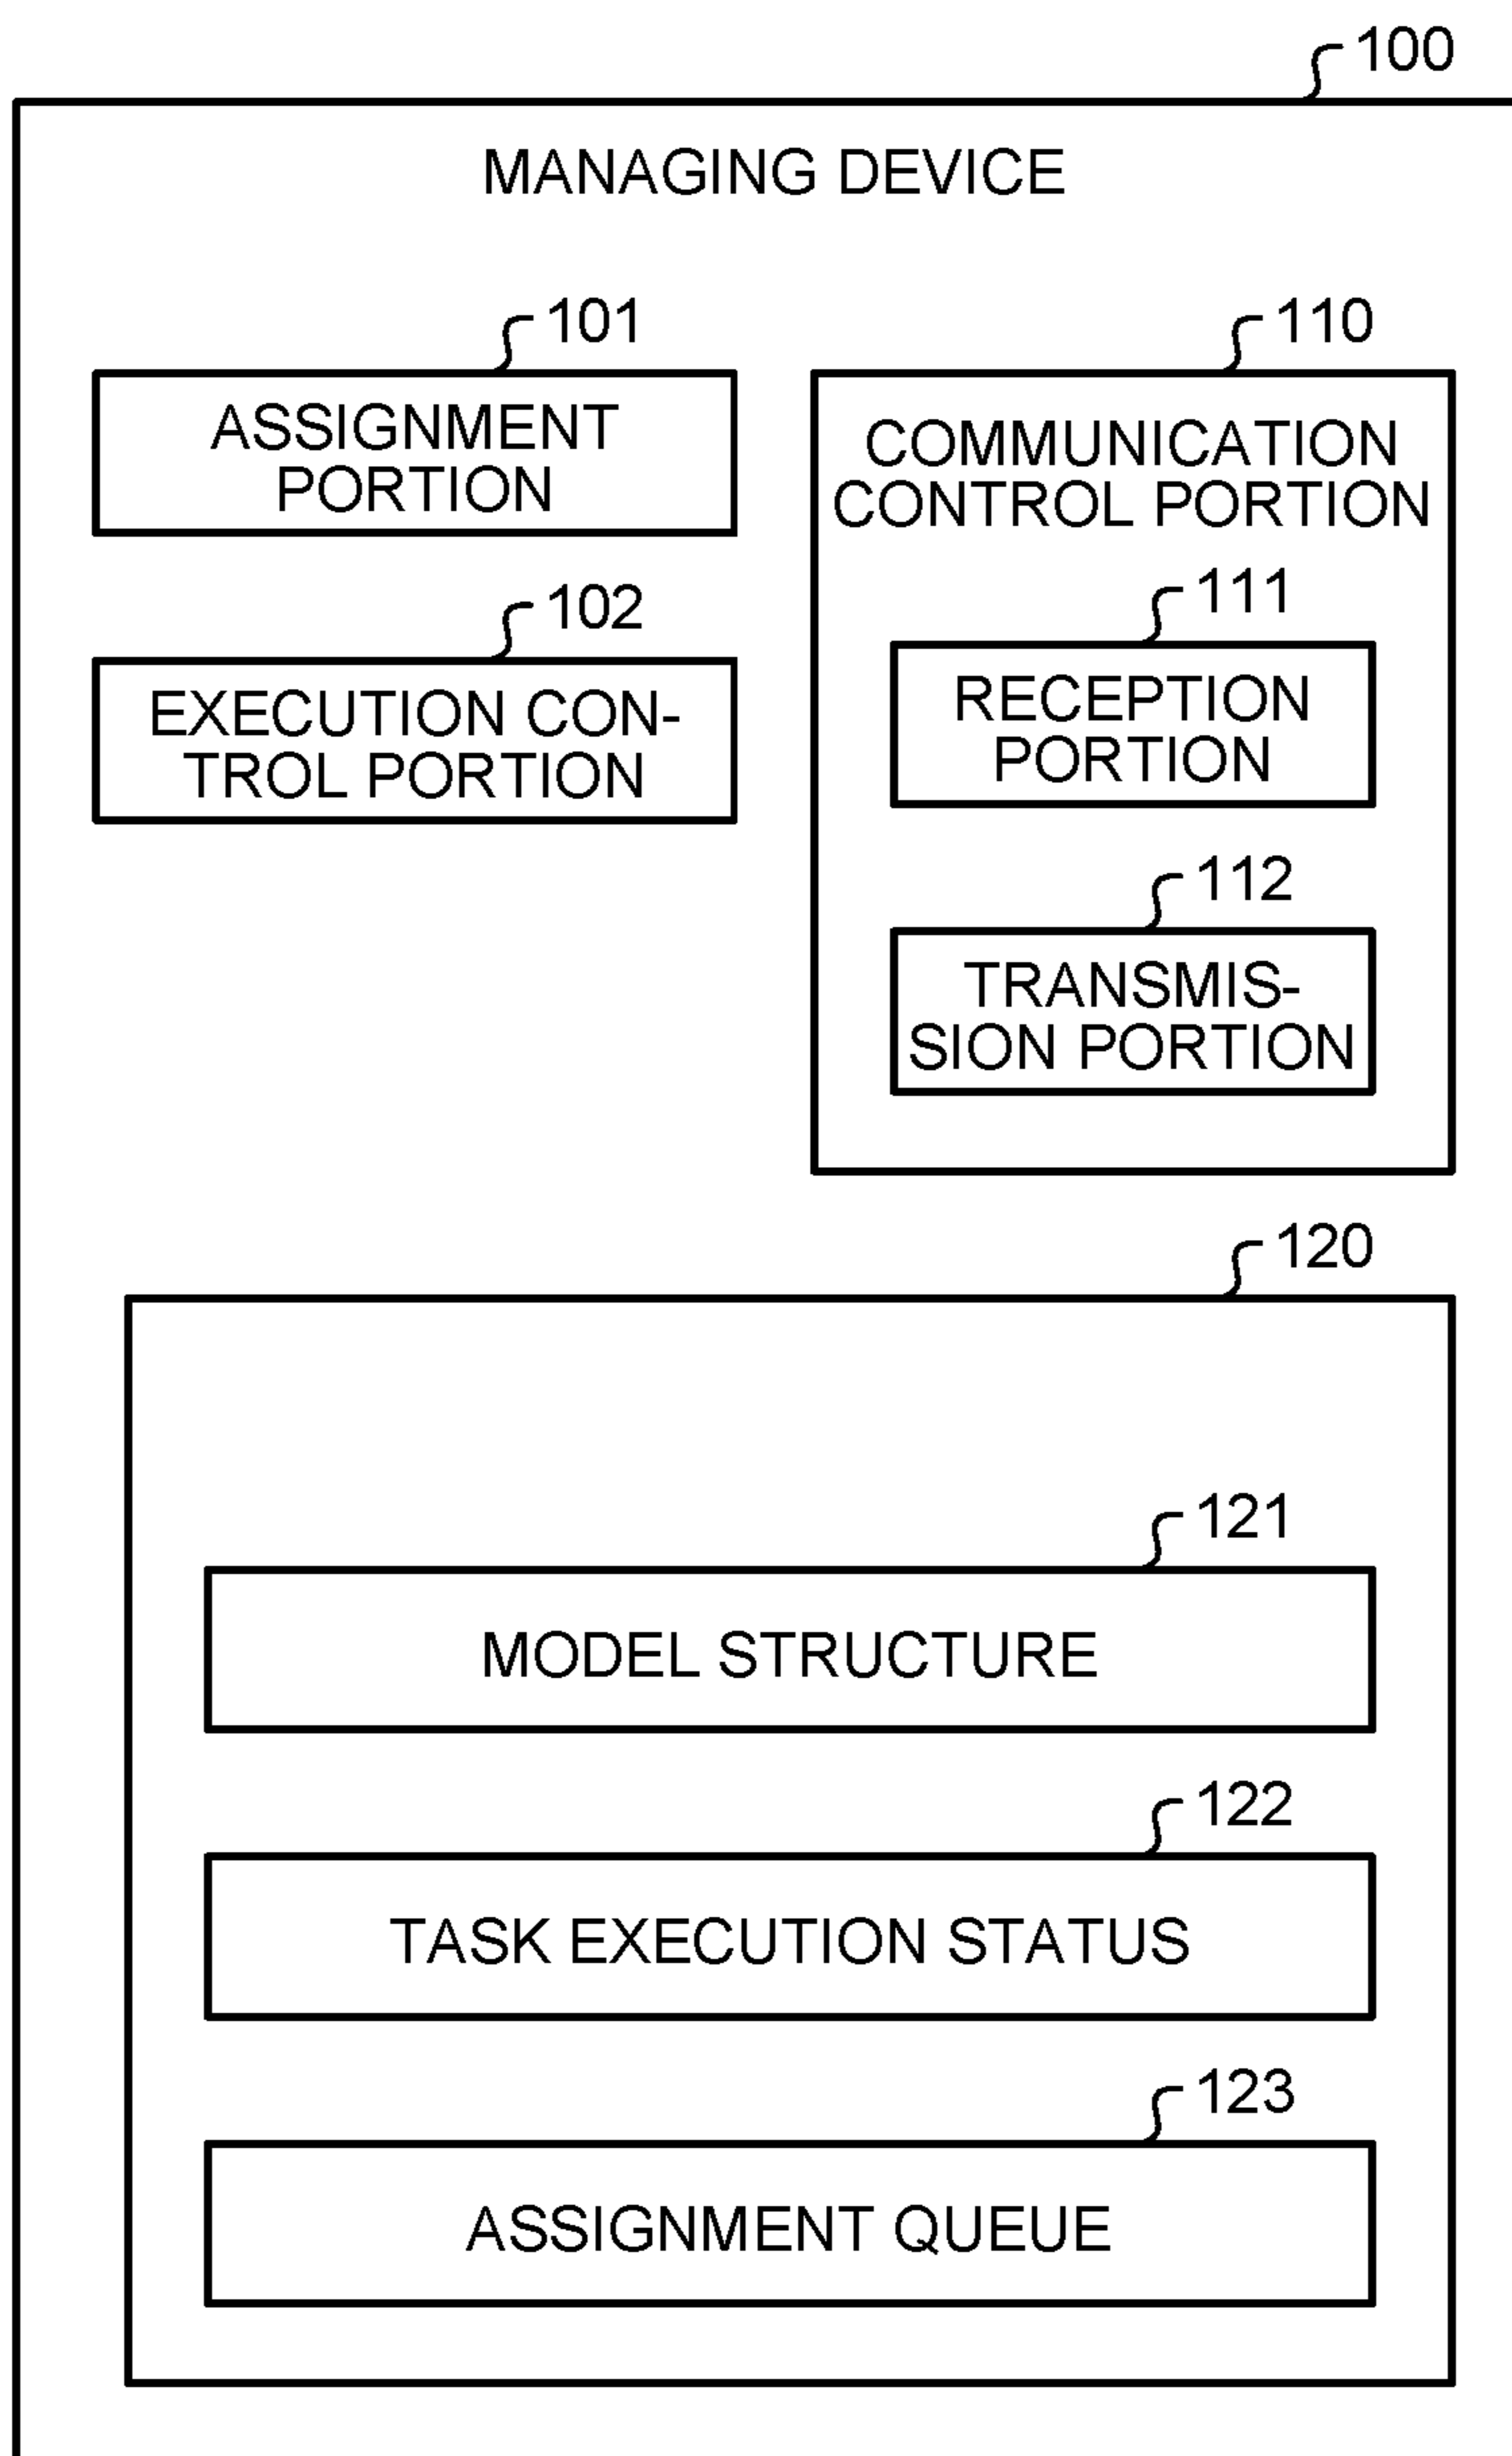 100
MANAGING DEVICE
101
ASSIGNMENT
PORTION
102
EXECUTION CON-
TROL PORTION
110
COMMUNICATION
CONTROL PORTION
111
RECEPTION
PORTION
112
TRANSMIS-
SION PORTION
120
121
MODEL STRUCTURE
122
TASK EXECUTION STATUS
123
ASSIGNMENT QUEUE